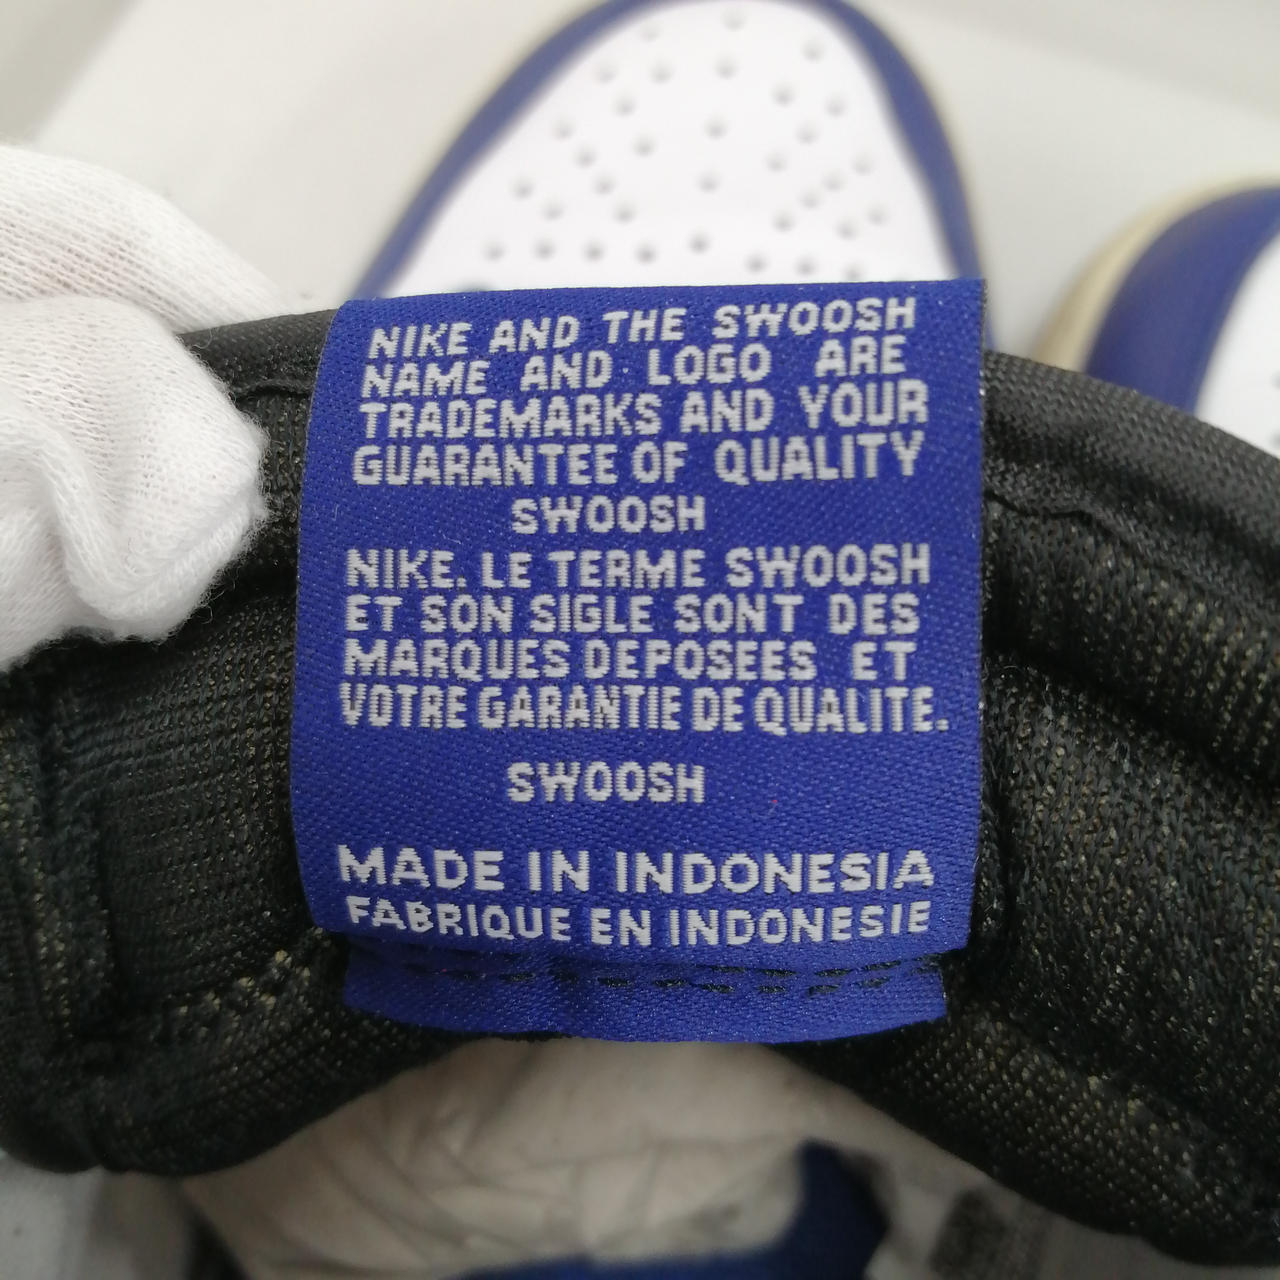 NIKE AND THE SWOOSH
NAME AND LOGO ARE
TRADEMARKS AND YOUR
GUARANTEE OF QUALITY
SWOOSH
NIKE. LE TERME SWOOSH
ET SON SIGLE SONT DES
MARQUES DEPOSEES ET
VOTRE GARANTIE DE QUALITE.
SWOOSH
MADE IN INDONESIA
FABRIQUE EN INDONESIE